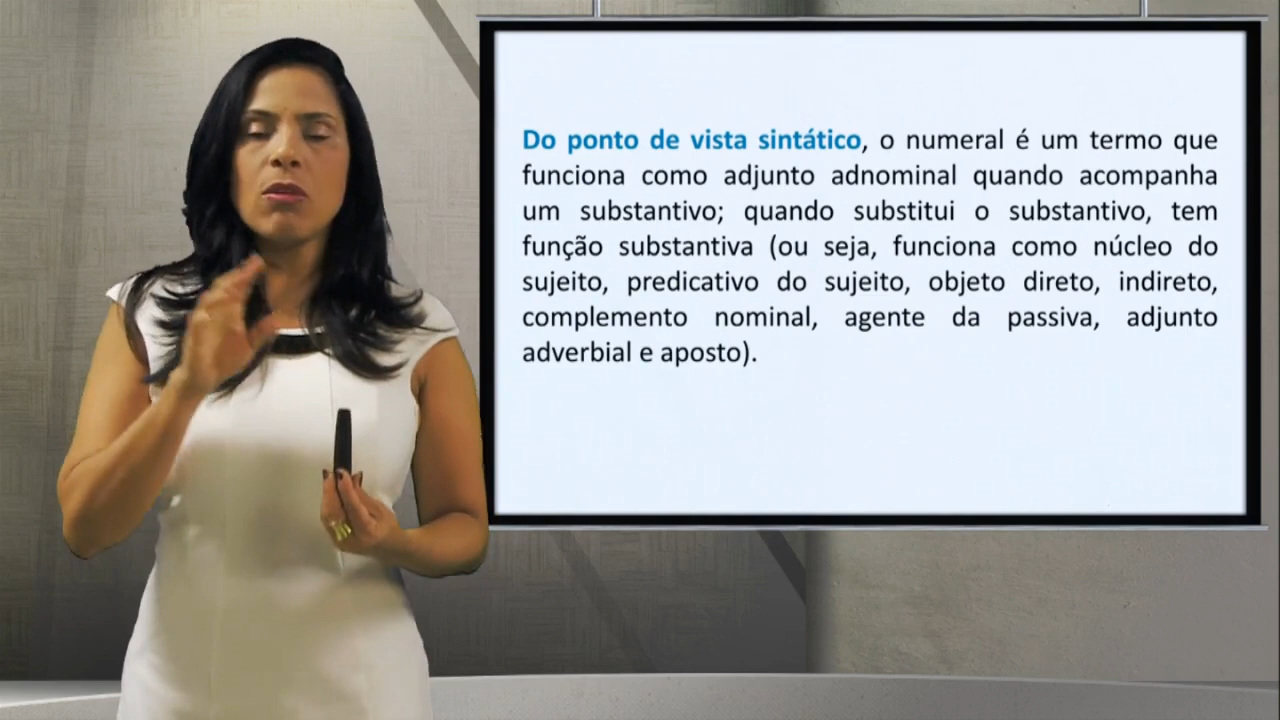 Do ponto de vista sintático, o numeral é um termo que
funciona como adjunto adnominal quando acompanha
um substantivo; quando substitui o substantivo, tem
função substantiva (ou seja, funciona como núcleo do
sujeito, predicativo do sujeito, objeto direto, indireto,
complemento nominal, agente da passiva, adjunto
adverbial e aposto).